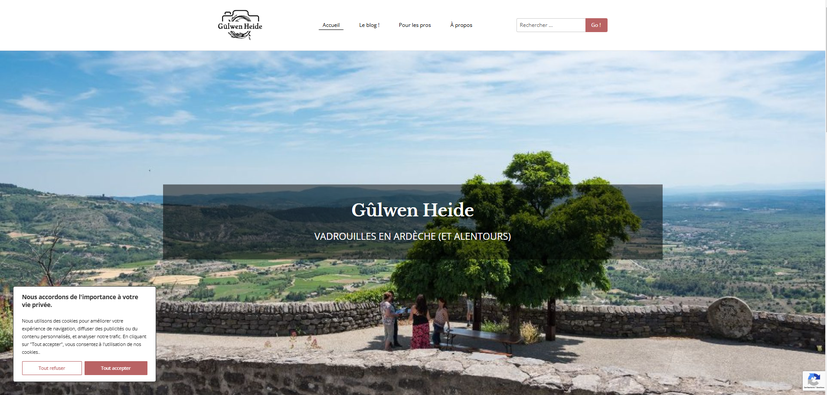 Gûlwen Heide
Accueil
Le blog !
Pour les pros
À propos
Rechercher ...
Go !
Gûlwen Heide
VADROUILLES EN ARDÈCHE (ET ALENTOURS)
Nous accordons de l'importance à votre
vie privée.
Nous utilisons des cookies pour améliorer votre
expérience de navigation, diffuser des publicités ou du
contenu personnalisés, et analyser notre trafic. En cliquant
sur "Tout accepter", vous consentez à l'utilisation de nos
cookies.
Tout refuser
Tout accepter